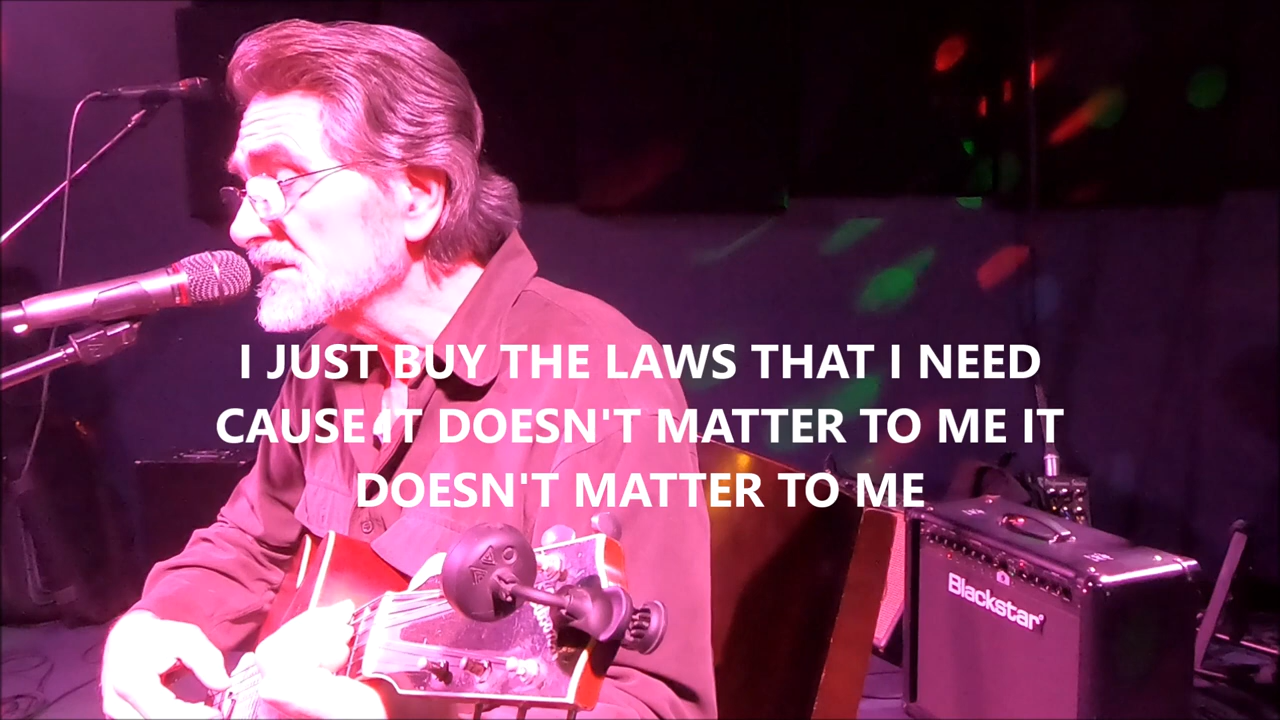 I JUST BUY THE LAWS THAT I NEED
CAUSE IT DOESN'T MATTER TO ME IT
DOESN'T MATTER TO ME
Blackstar